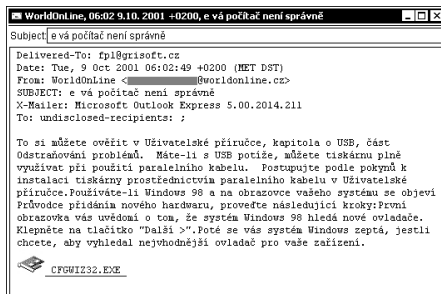 WorldOnLine, 06:02 9.10. 2001 +0200, e vá počítač není správně
Subject: e vá počítač není správně
Delivered-To: fpl@grisoft.cz
Date: Tue, 9 Oct 2001 06:02:49 +0200 (MET DST)
From: WorldOnLine <@worldonline.cz>
SUBJECT: e vá počítač není správně
X-Mailer: Microsoft Outlook Express 5.00.2014.211
To: undisclosed-recipients: ;
To si můžete ověřit v Uživatelské příručce, kapitola o USB, část
Odstraňování problémů. Máte-li s USB potíže, můžete tiskárnu plně
využívat při použití paralelního kabelu. Postupujte podle pokynů k
instalaci tiskárny prostřednictvím paralelního kabelu v Uživatelské
příručce.Používáte-li Windows 98 a na obrazovce vašeho systému se objeví
Průvodce přidáním nového hardwaru, proveďte následující kroky:První
obrazovka vás uvědomí o tom, že systém Windows 98 hledá nové ovladače.
Klepněte na tlačítko "Další >".Poté se vás systém Windows zeptá, jestli
chcete, aby vyhledal nejvhodnější ovladač pro vaše zařízení.
CFGWIZ32.EXE